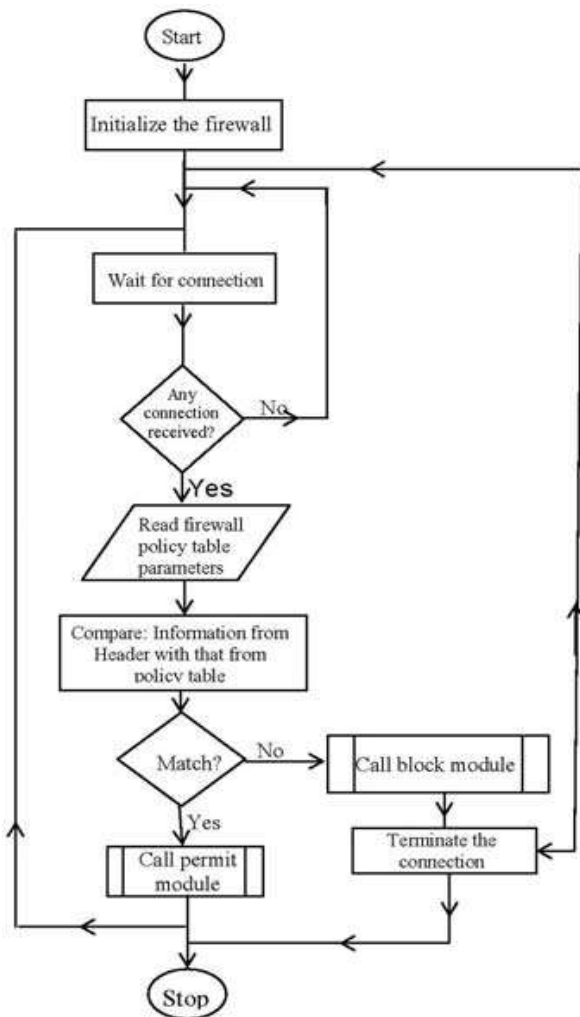 Start
Initialize the firewall
Wait for connection
Any
connection
received?
No
Yes
Read firewall
policy table
parameters
Compare: Information from
Header with that from
policy table
Match?
No
Call block module
Yes
Call permit
module
Terminate the
connection
Stop